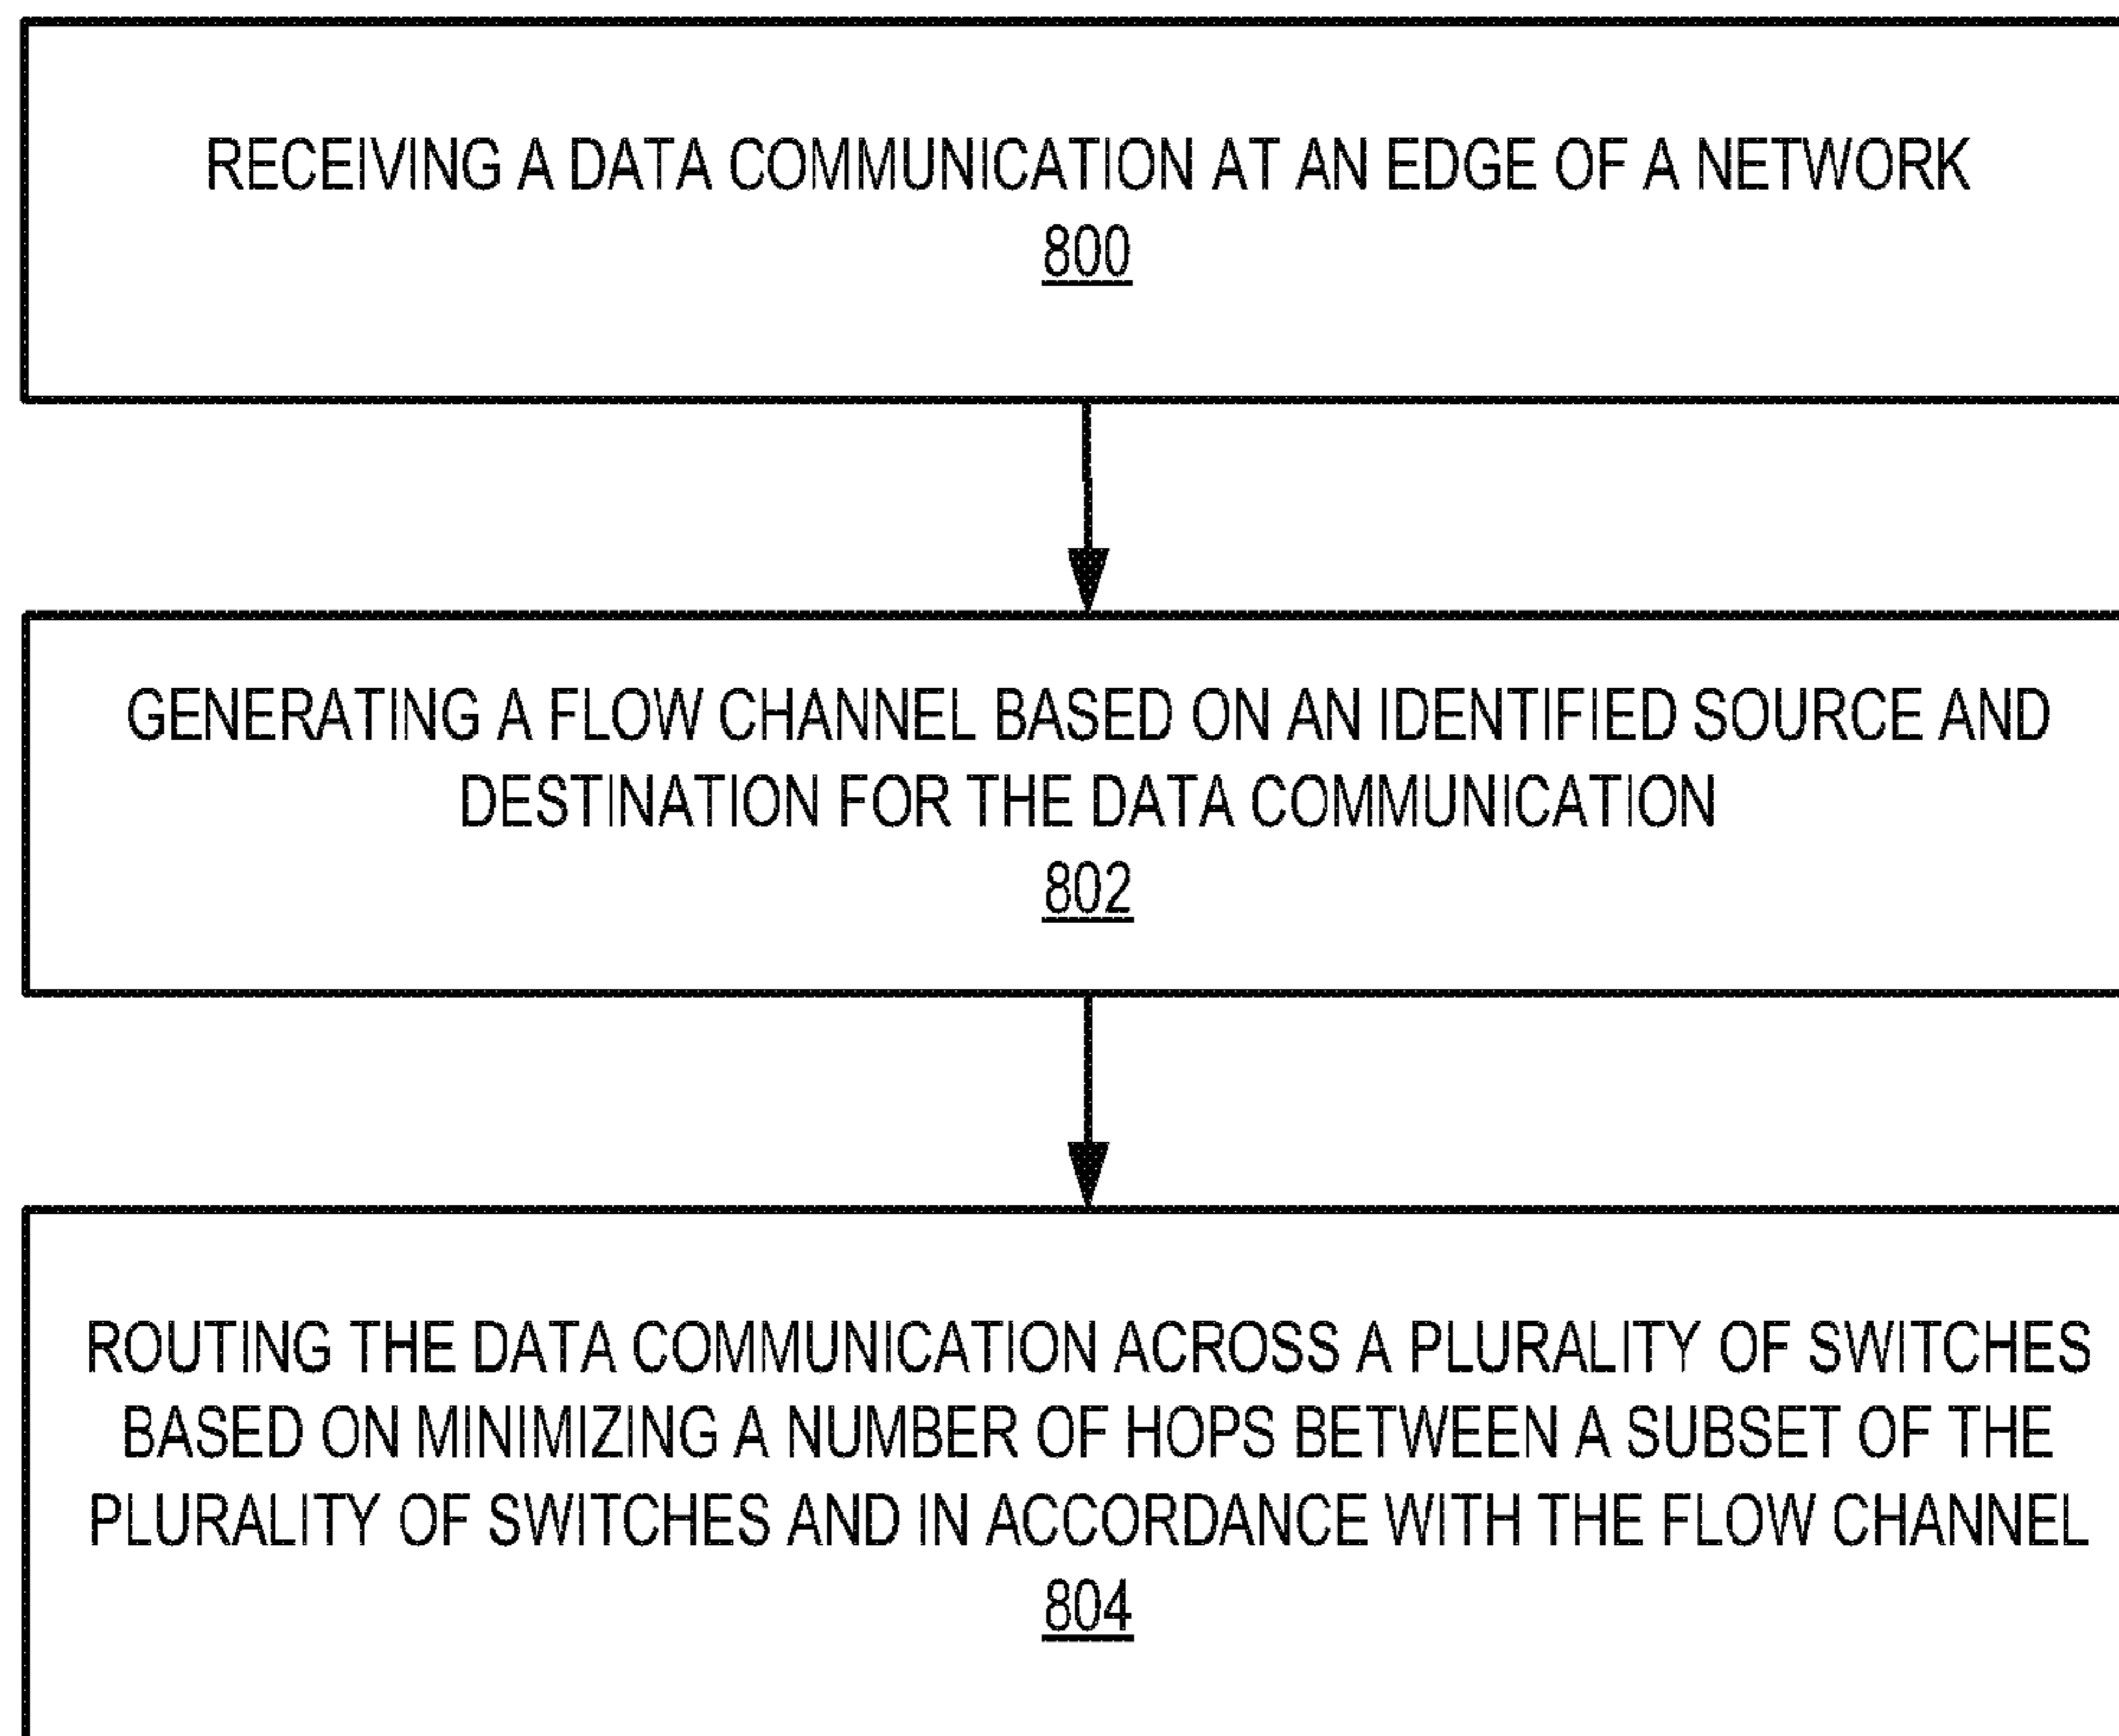 RECEIVING A DATA COMMUNICATION AT AN EDGE OF A NETWORK
800
GENERATING A FLOW CHANNEL BASED ON AN IDENTIFIED SOURCE AND
DESTINATION FOR THE DATA COMMUNICATION
802
ROUTING THE DATA COMMUNICATION ACROSS A PLURALITY OF SWITCHES
BASED ON MINIMIZING A NUMBER OF HOPS BETWEEN A SUBSET OF THE
PLURALITY OF SWITCHES AND IN ACCORDANCE WITH THE FLOW CHANNEL
804